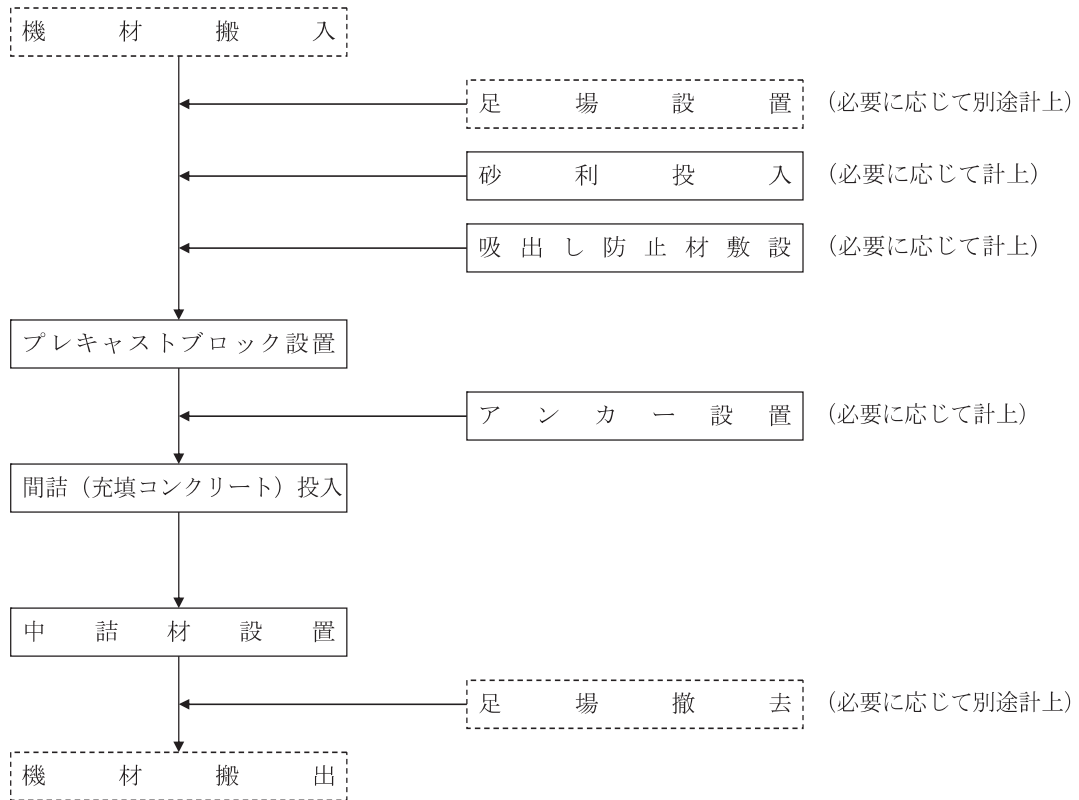 機材搬入
足場設置 (必要に応じて別途計上)
砂利投入 (必要に応じて計上)
吸出し防止材敷設 (必要に応じて計上)
プレキャストブロック設置
アンカー設置 (必要に応じて計上)
間詰（充填コンクリート）投入
中詰材設置
足場撤去 (必要に応じて別途計上)
機材搬出